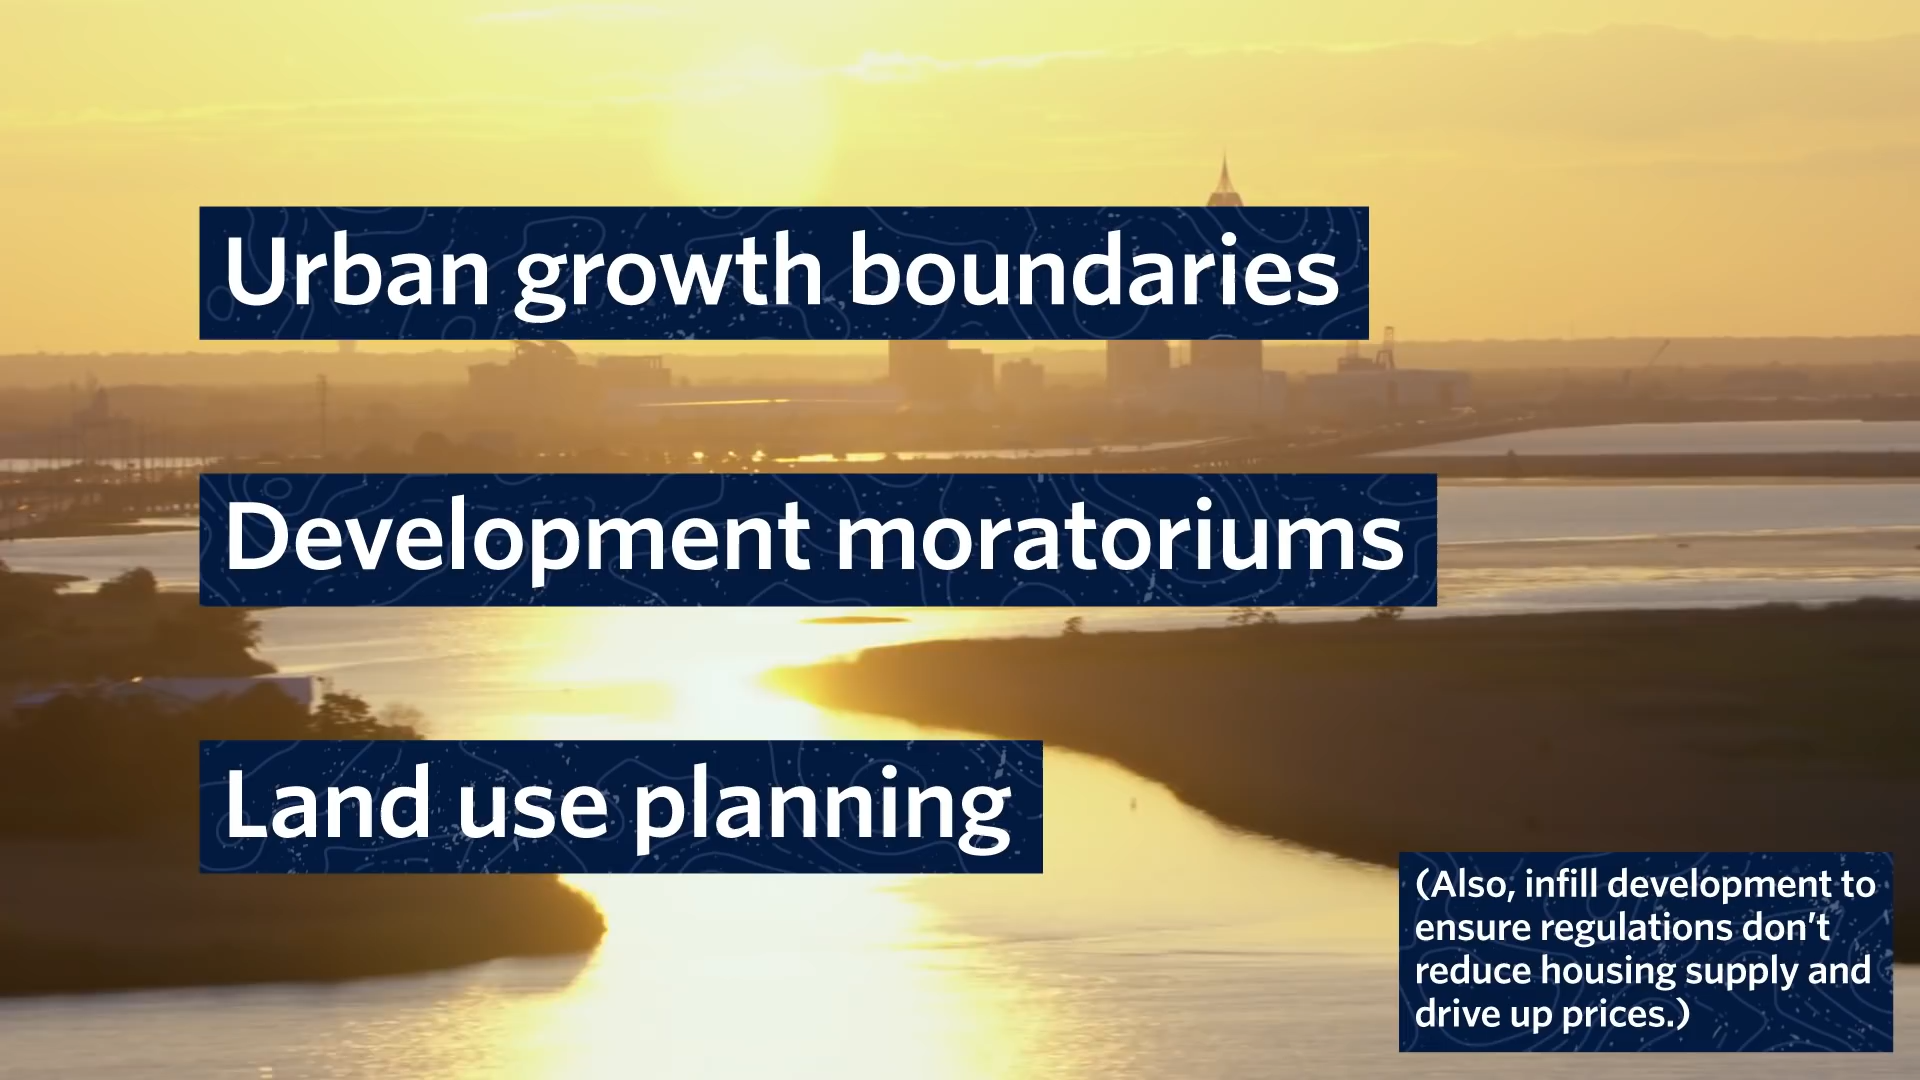 Urban growth boundaries
Development moratoriums
Land use planning
(Also, infill development to
ensure regulations don't
reduce housing supply and
drive up prices.)